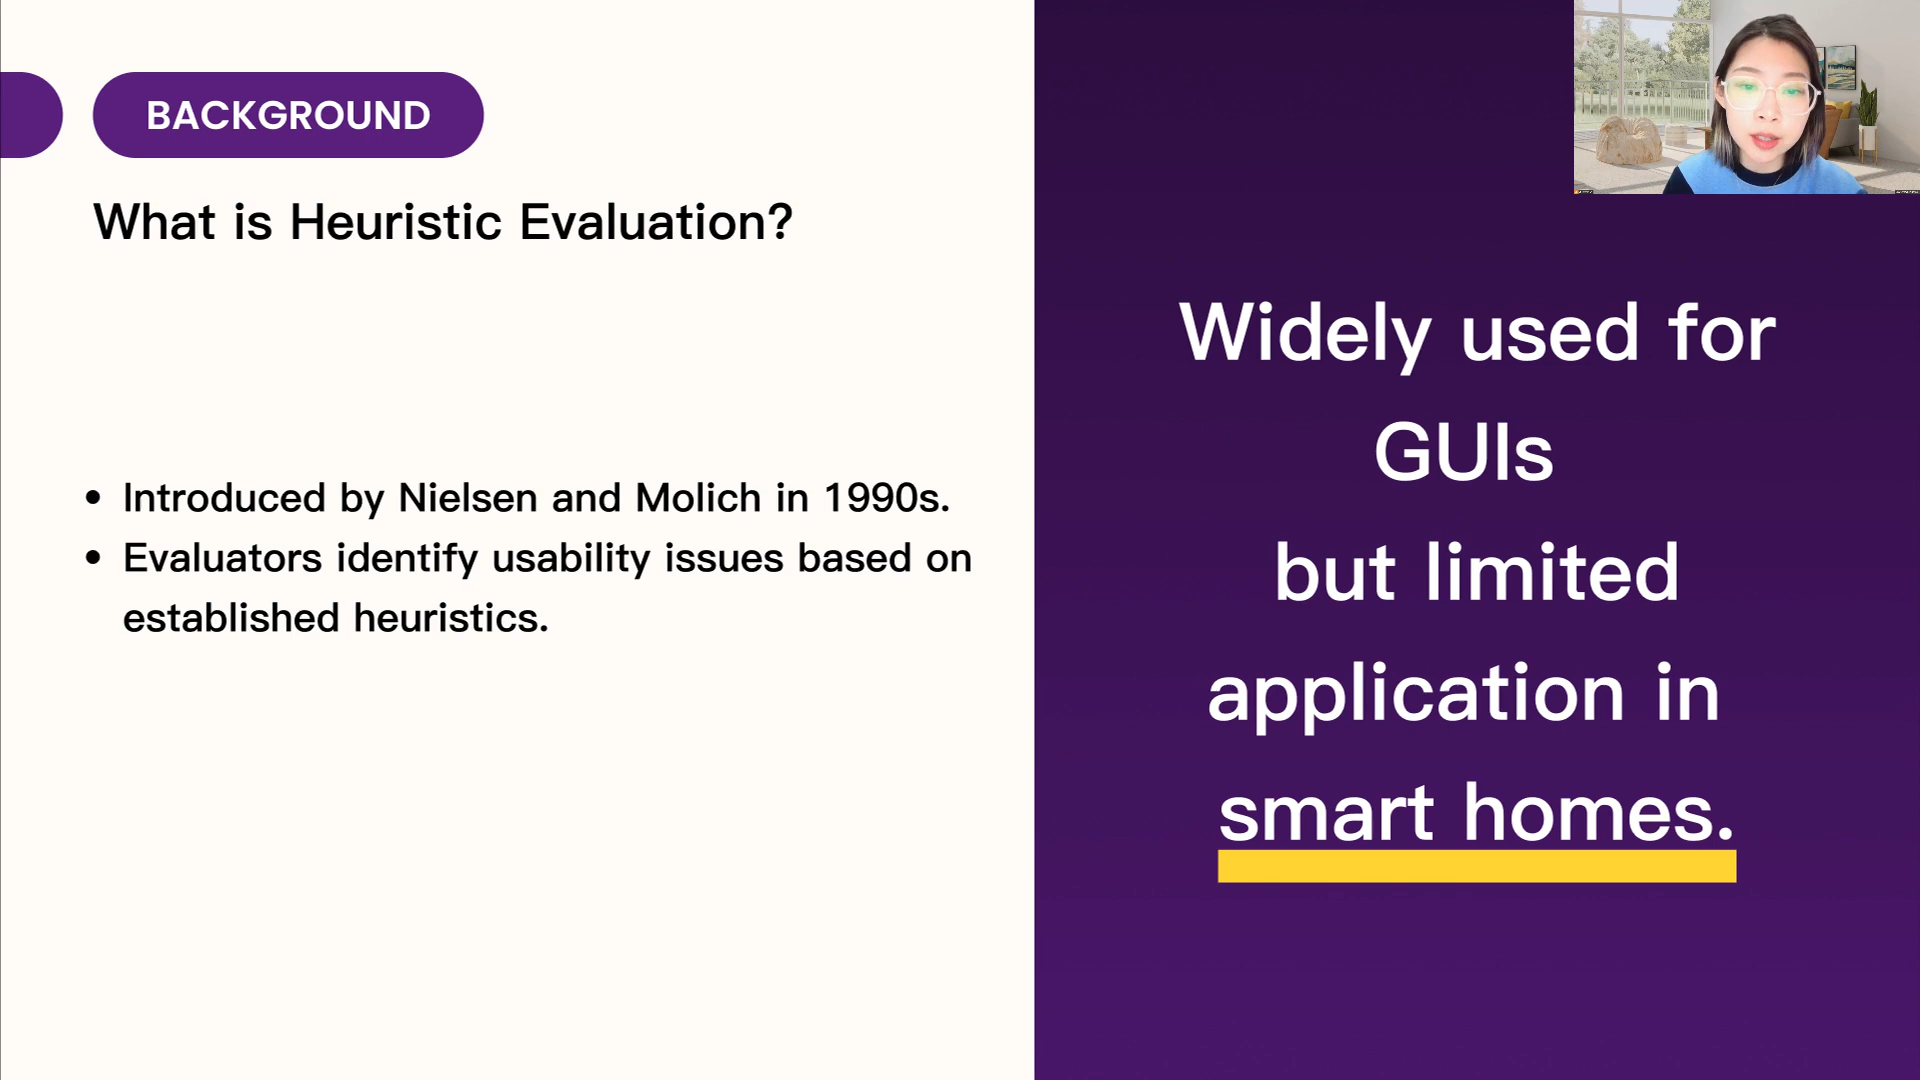 BACKGROUND
What is Heuristic Evaluation?
• Introduced by Nielsen and Molich in 1990s.
• Evaluators identify usability issues based on
established heuristics.
Widely used for
GUIs
but limited
application in
smart homes.